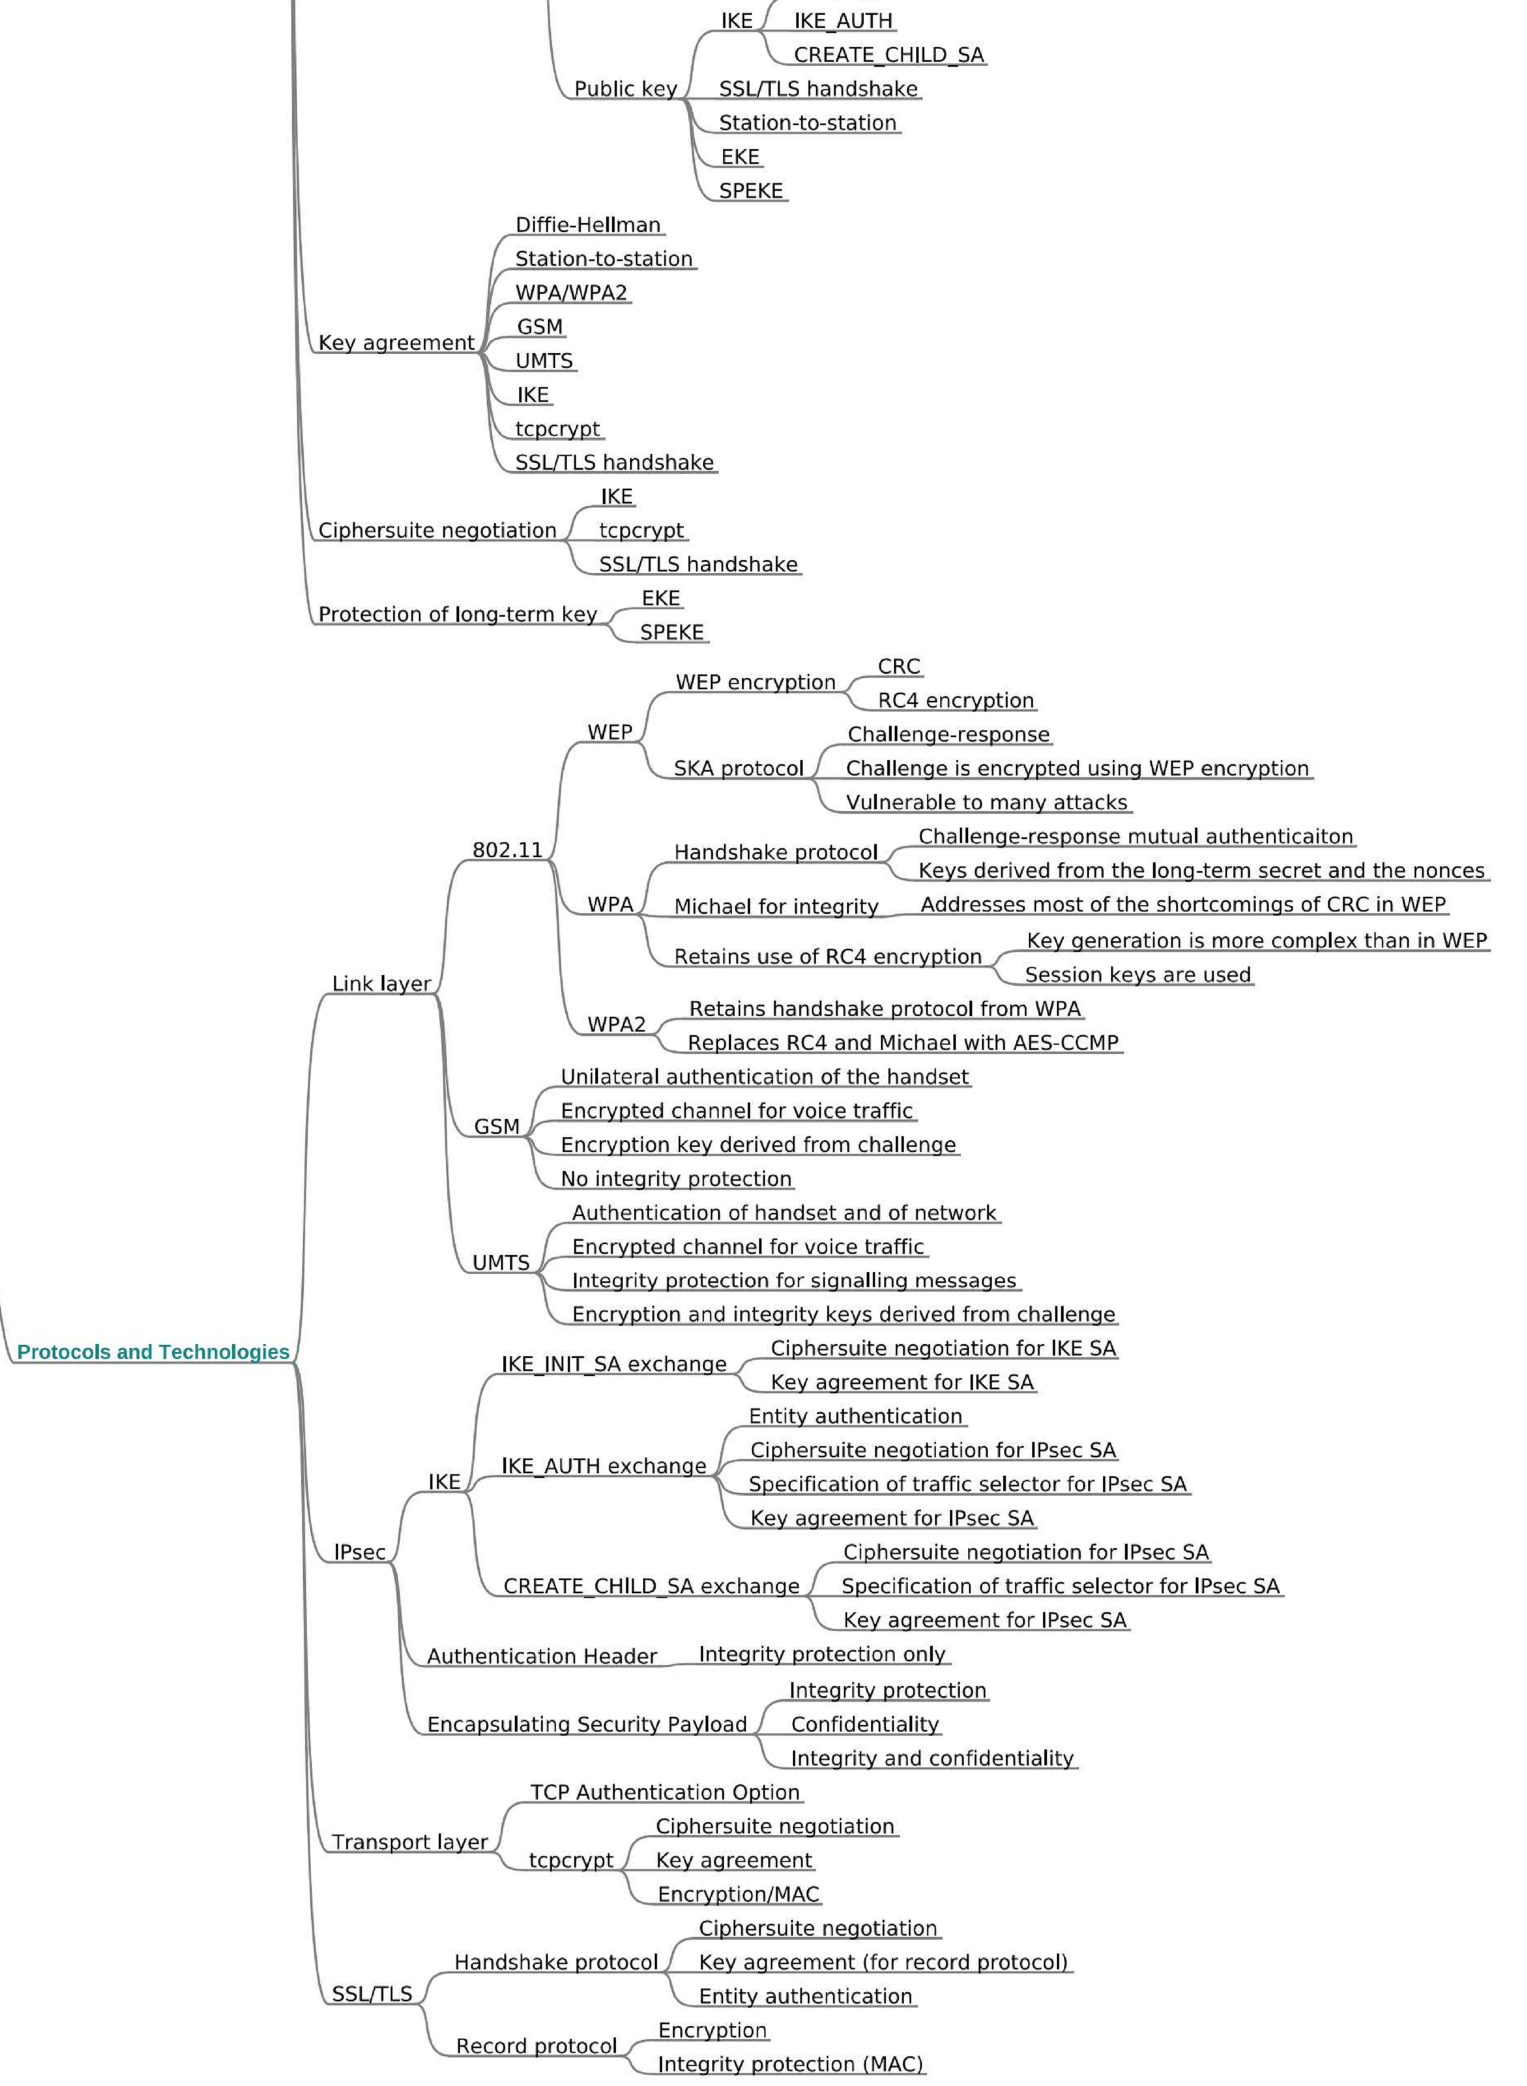 IKE
IKE_AUTH
CREATE_CHILD_SA
Public key
SSL/TLS handshake
Station-to-station
EKE
SPEKE
Diffie-Hellman
Station-to-station
WPA/WPA2
GSM
Key agreement
UMTS
IKE
tcpcrypt
SSL/TLS handshake
IKE
Ciphersuite negotiation
tcpcrypt
SSL/TLS handshake
EKE
Protection of long-term key
SPEKE
CRC
WEP encryption
RC4 encryption
WEP
Challenge-response
SKA protocol
Challenge is encrypted using WEP encryption
Vulnerable to many attacks
802.11
Challenge-response mutual authenticaiton
Handshake protocol
Keys derived from the long-term secret and the nonces
WPA
Michael for integrity
Addresses most of the shortcomings of CRC in WEP
Key generation is more complex than in WEP
Retains use of RC4 encryption
Session keys are used
Link layer
Retains handshake protocol from WPA
WPA2
Replaces RC4 and Michael with AES-CCMP
Unilateral authentication of the handset
Encrypted channel for voice traffic
GSM
Encryption key derived from challenge
No integrity protection
Authentication of handset and of network
Encrypted channel for voice traffic
UMTS
Integrity protection for signalling messages
Encryption and integrity keys derived from challenge
Protocols and Technologies
Ciphersuite negotiation for IKE SA
IKE_INIT_SA exchange
Key agreement for IKE SA
Entity authentication
Ciphersuite negotiation for IPsec SA
IKE_AUTH exchange
IKE
Specification of traffic selector for IPsec SA
Key agreement for IPsec SA
IPsec
Ciphersuite negotiation for IPsec SA
CREATE_CHILD_SA exchange
Specification of traffic selector for IPsec SA
Key agreement for IPsec SA
Authentication Header
Integrity protection only
Integrity protection
Encapsulating Security Payload
Confidentiality
Integrity and confidentiality
TCP Authentication Option
Transport layer
Ciphersuite negotiation
tcpcrypt
Key agreement
Encryption/MAC
Ciphersuite negotiation
Handshake protocol
Key agreement (for record protocol)
Entity authentication
SSL/TLS
Encryption
Record protocol
Integrity protection (MAC)